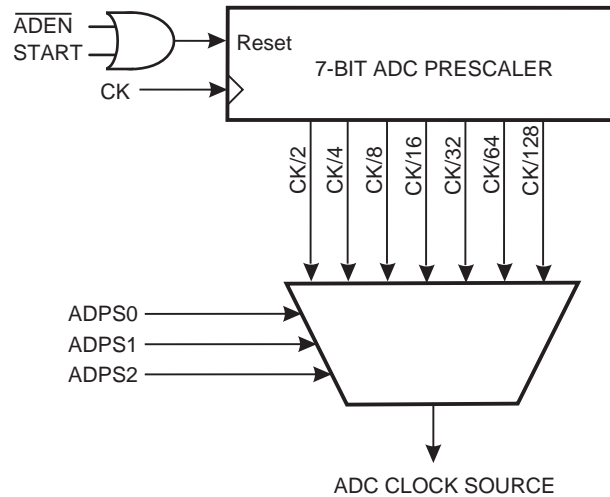 ADEN
START
Reset
7-BIT ADC PRESCALER
CK
CK/2
CK/4
CK/8
CK/16
CK/32
CK/64
CK/128
ADPS0
ADPS1
ADPS2
ADC CLOCK SOURCE